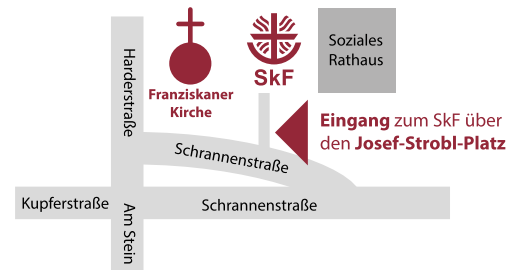 Harderstraße
Franziskaner
Kirche
SkF
Soziales
Rathaus
Eingang zum SkF über
den Josef-Strobl-Platz
Schrannenstraße
Kupferstraße
Am Stein
Schrannenstraße